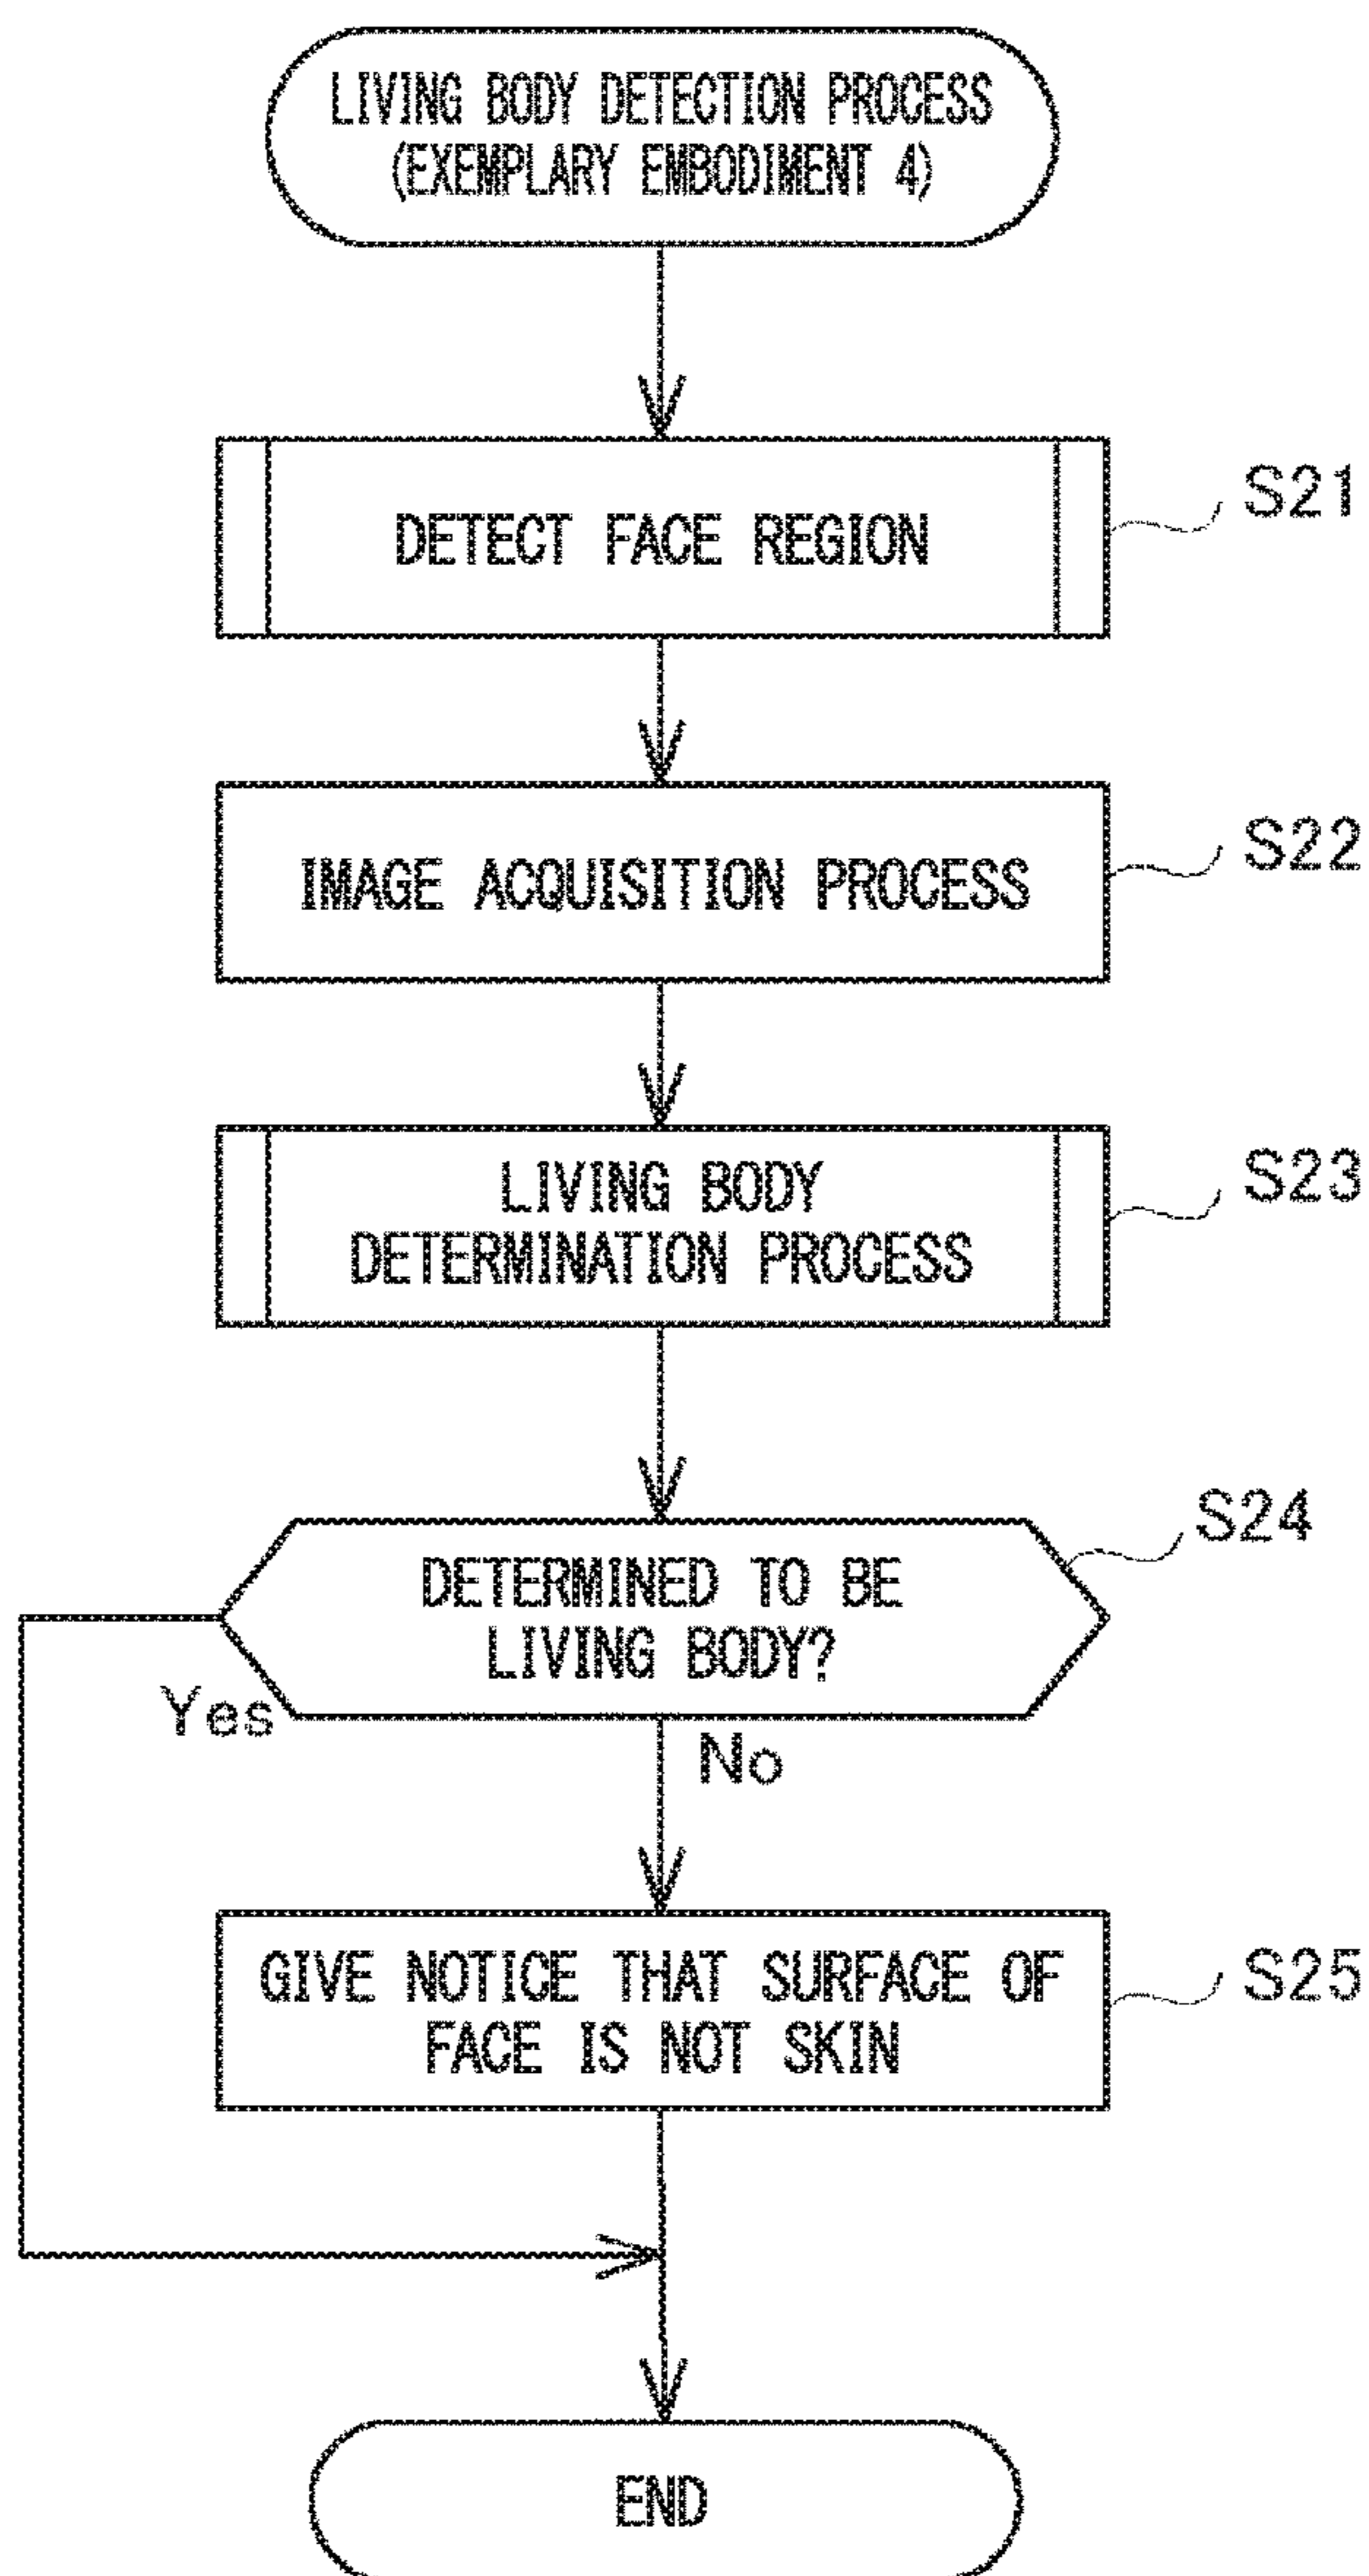 LIVING BODY DETECTION PROCESS
(EXEMPLARY EMBODIMENT 4)
DETECT FACE REGION
S21
IMAGE ACQUISITION PROCESS
S22
LIVING BODY
DETERMINATION PROCESS
S23
DETERMINED TO BE
LIVING BODY?
S24
Yes
No
GIVE NOTICE THAT SURFACE OF
FACE IS NOT SKIN
S25
END